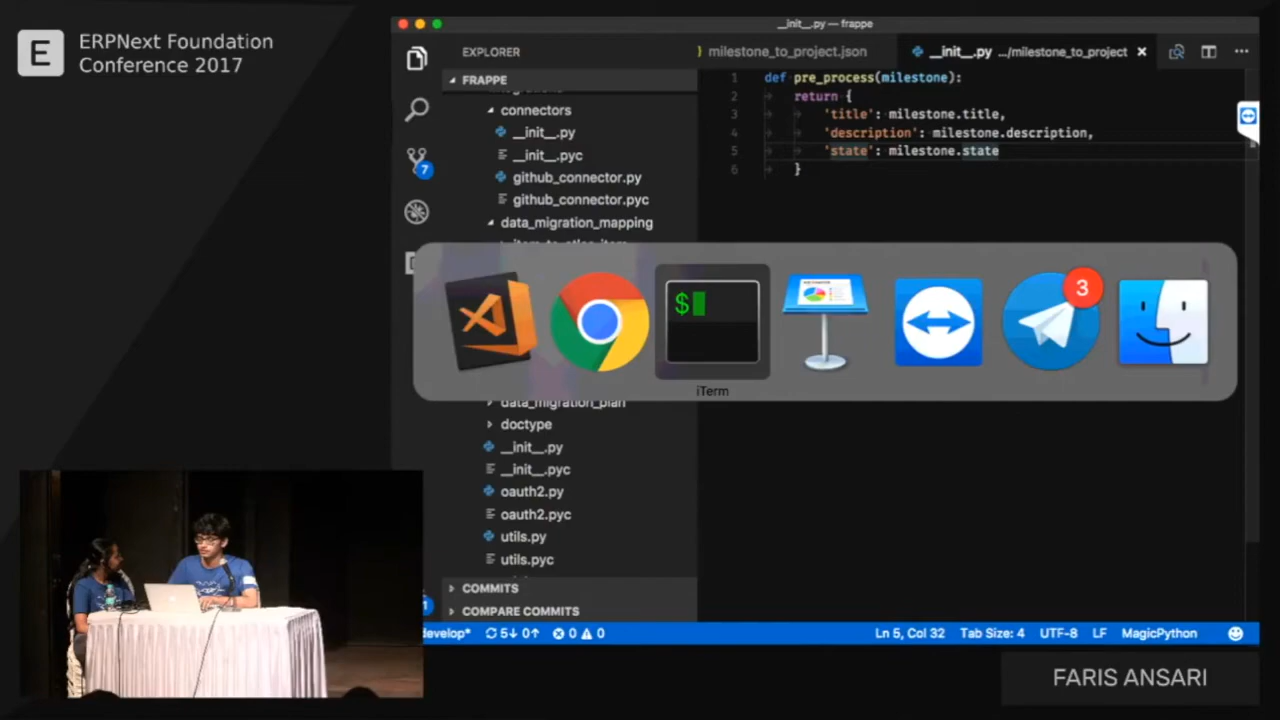 E
ERPNext Foundation
Conference 2017
__init__.py — frappe
EXPLORER
milestone_to_project.json
__init__.py .../milestone_to_project
FRAPPE
connectors
__init__.py
__init__.pyc
github_connector.py
github_connector.pyc
data_migration_mapping
1 def pre_process(milestone):
2 return {
3 'title': milestone.title,
4 'description': milestone.description,
5 'state': milestone.state
6 }
7
$
3
iTerm
data_migration_plan
doctype
__init__.py
__init__.pyc
oauth2.py
oauth2.pyc
utils.py
utils.pyc
COMMITS
COMPARE COMMITS
1
develop* 5↓ 0↑ 0 0
Ln 5, Col 32 Tab Size: 4 UTF-8 LF MagicPython
FARIS ANSARI